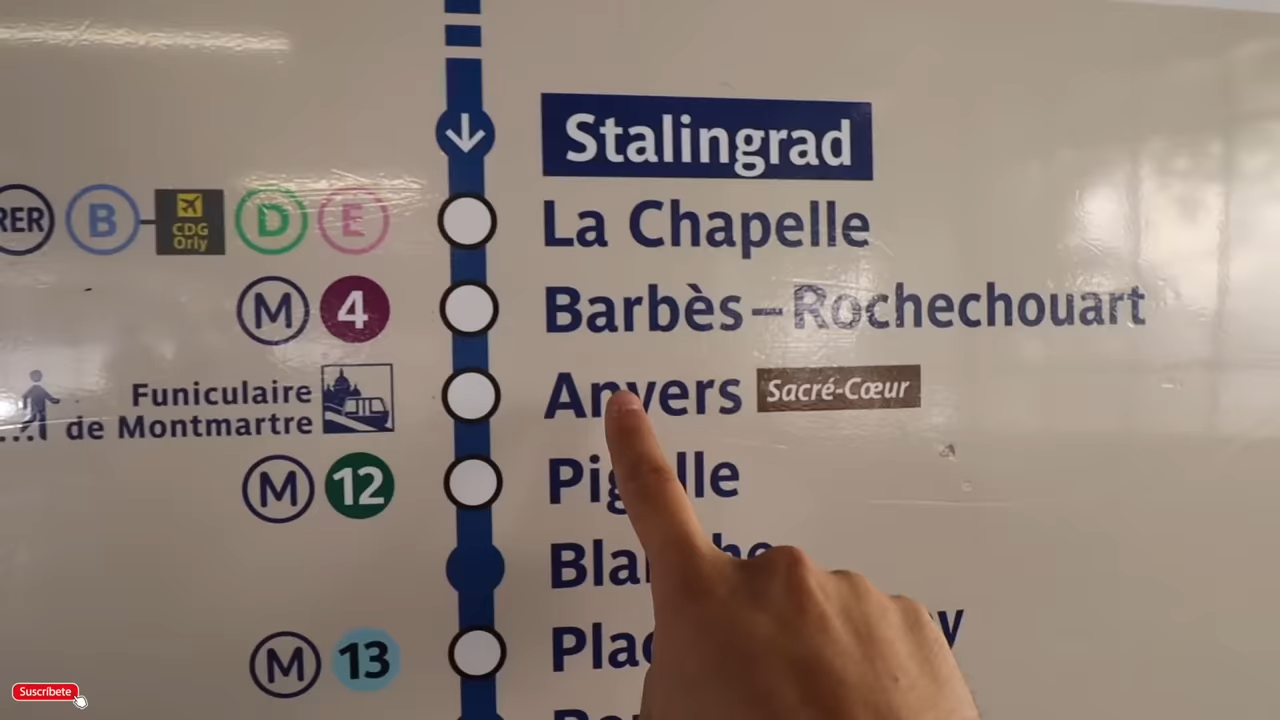 Stalingrad
RER B CDG Orly D E La Chapelle
M 4 Barbès–Rochechouart
Funiculaire
de Montmartre
Anvers Sacré-Cœur
M 12 Pigalle
M 13
Suscríbete